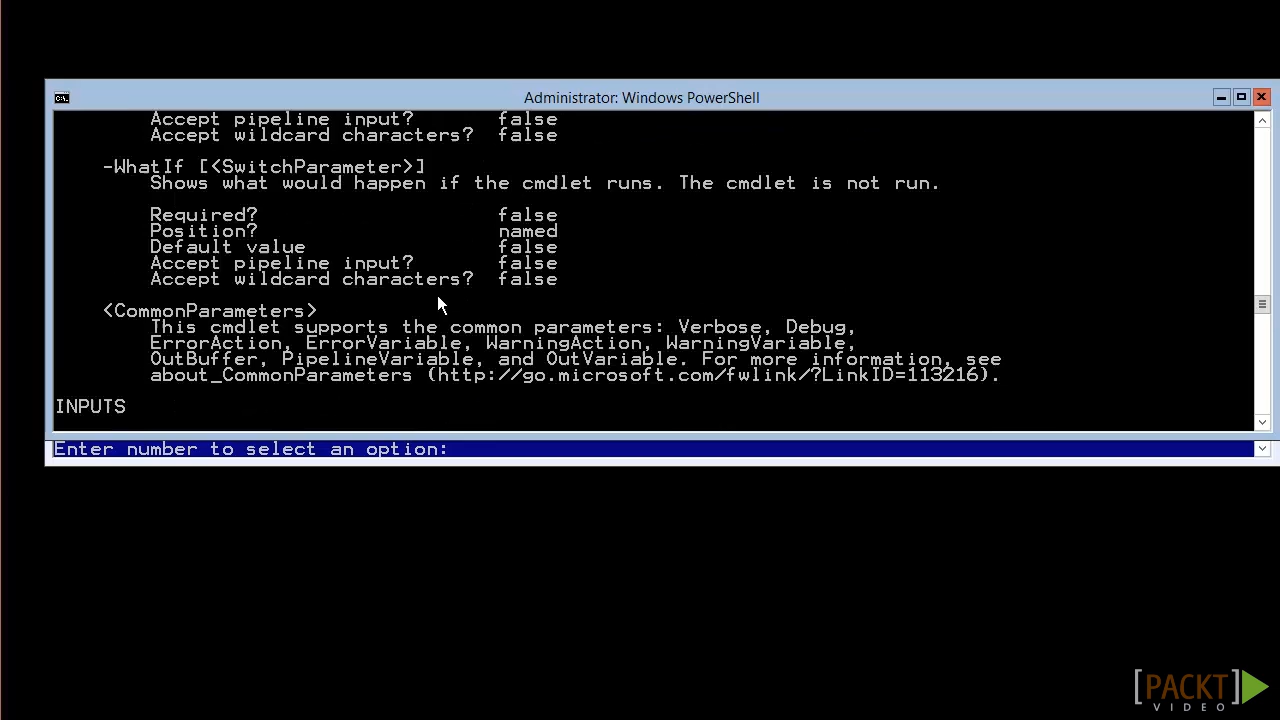 Administrator: Windows PowerShell
Accept pipeline input? false
Accept wildcard characters? false
-WhatIf [<SwitchParameter>]
Shows what would happen if the cmdlet runs. The cmdlet is not run.
Required? false
Position? named
Default value false
Accept pipeline input? false
Accept wildcard characters? false
<CommonParameters>
This cmdlet supports the common parameters: Verbose, Debug,
ErrorAction, ErrorVariable, WarningAction, WarningVariable,
OutBuffer, PipelineVariable, and OutVariable. For more information, see
about_CommonParameters (http://go.microsoft.com/fwlink/?LinkID=113216).
INPUTS
Enter number to select an option:
[PACKT]
VIDEO